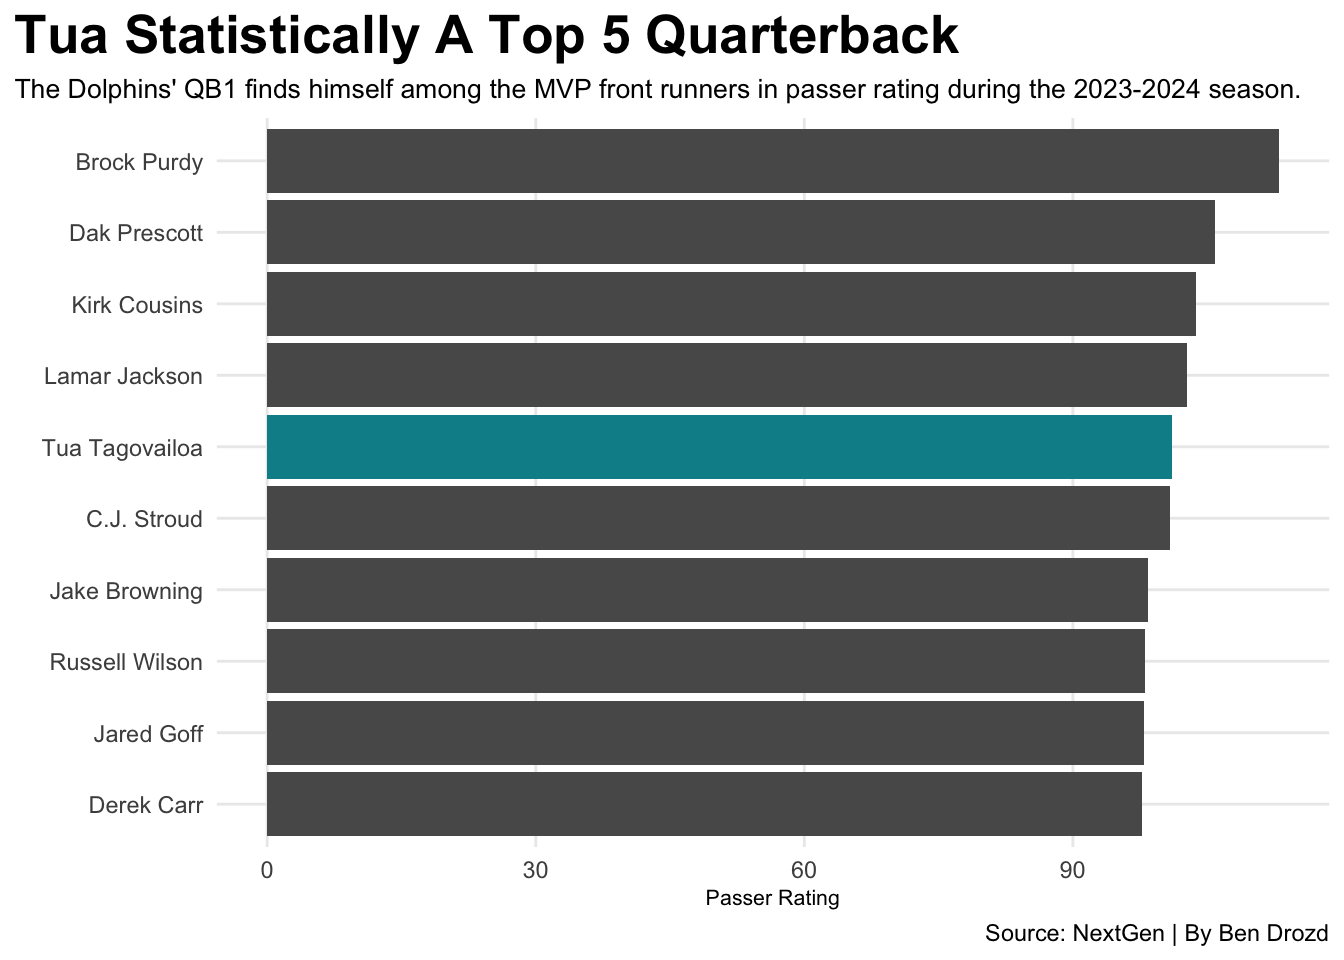 Tua Statistically A Top 5 Quarterback
The Dolphins' QB1 finds himself among the MVP front runners in passer rating during the 2023-2024 season.
Brock Purdy
Dak Prescott
Kirk Cousins
Lamar Jackson
Tua Tagovailoa
C.J. Stroud
Jake Browning
Russell Wilson
Jared Goff
Derek Carr
0 30 60 90
Passer Rating
Source: NextGen | By Ben Drozd